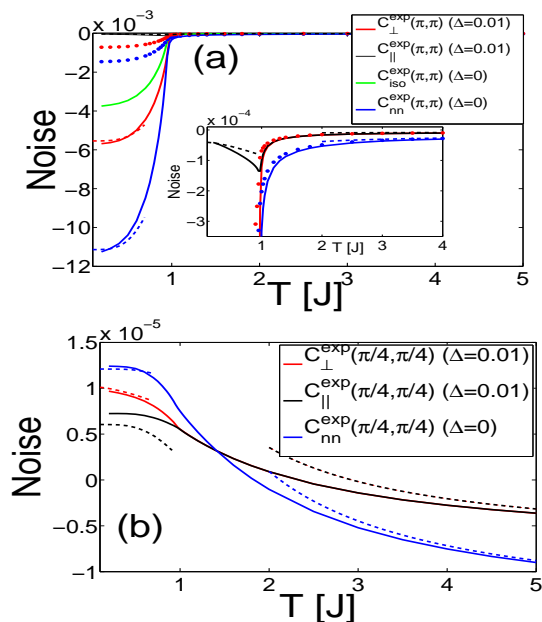 x 10⁻³
0
−2
−4
−6
−8
−10
−12
0
1
2
3
4
5
Noise
T [J]
(a)
C⊥^exp(π,π) (Δ=0.01)
C||^exp(π,π) (Δ=0.01)
C_iso^exp(π,π) (Δ=0)
C_nn^exp(π,π) (Δ=0)
x 10⁻⁴
0
−1
−2
−3
Noise
1
2
3
4
T [J]
x 10⁻⁵
1.5
1
0.5
0
−0.5
−1
Noise
1
2
3
4
5
T [J]
(b)
C⊥^exp(π/4,π/4) (Δ=0.01)
C||^exp(π/4,π/4) (Δ=0.01)
C_nn^exp(π/4,π/4) (Δ=0)